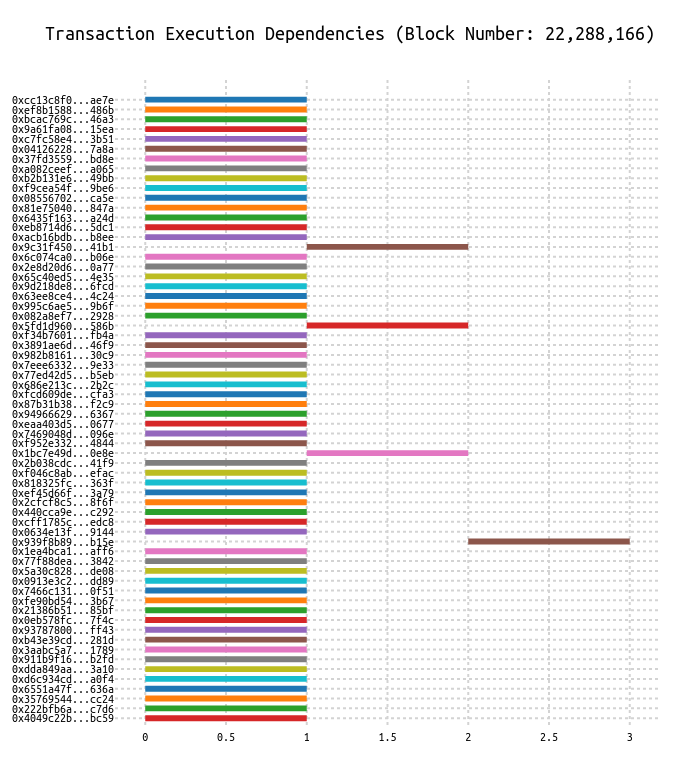 Transaction Execution Dependencies (Block Number: 22,288,166)
0xcc13c8f0...ae7e
0xef8b1588...486b
0xbcac769c...46a3
0x9a61fa08...15ea
0xc7fc58e4...3b51
0x04126228...7a8a
0x37fd3559...bd8e
0xa082ceef...a065
0xb2b131e6...49bb
0xf9cea54f...9be6
0x08556702...ca5e
0x81e75040...847a
0x6435f163...a24d
0xeb8714d6...5dc1
0xacb16bdb...b8ee
0x9c31f450...41b1
0x6c074ca0...b06e
0x2e8d20d6...0a77
0x65c40ed5...4e35
0x9d218de8...6fcd
0x63ee8ce4...4c24
0x995c6ae5...9b6f
0x082a8ef7...2928
0x5fd1d960...586b
0xf34b7601...fb4a
0x3891ae6d...46f9
0x982b8161...30c9
0x7eee6332...9e33
0x77ed42d5...b5eb
0x686e213c...2b2c
0xfcd609de...cfa3
0x87b31b38...f2c9
0x94966629...6367
0xeaa403d5...0677
0x7469048d...096e
0xf952e332...4844
0x1bc7e49d...0e8e
0x2b038cdc...41f9
0xf046c8ab...efac
0x818325fc...363f
0xef45d66f...3a79
0x2cfcf8c5...8f6f
0x440cca9e...c292
0xcff1785c...edc8
0x0634e13f...9144
0x939f8b89...b15e
0x1ea4bca1...aff6
0x77f88dea...3842
0x5a30c828...de08
0x0913e3c2...dd89
0x7466c131...0f51
0xfe90bd54...3b67
0x21386b51...85bf
0x0eb578fc...7f4c
0x93787800...ff43
0xb43e39cd...281d
0x3aabc5a7...1789
0x911b9f16...b2fd
0xdda849aa...3a10
0xd6c934cd...a0f4
0x6551a47f...636a
0x35769544...cc24
0x222bfb6a...c7d6
0x4049c22b...bc59
0 0.5 1 1.5 2 2.5 3